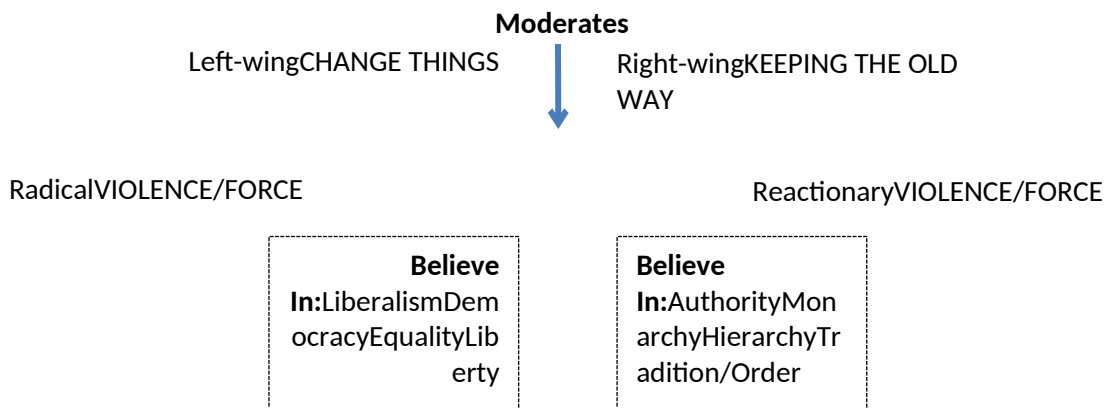 Moderates
Left-wingCHANGE THINGS
Right-wingKEEPING THE OLD
WAY
RadicalVIOLENCE/FORCE
ReactionaryVIOLENCE/FORCE
Believe
In:LiberalismDem
ocracyEqualityLib
erty
Believe
In:AuthorityMon
archyHierarchyTr
adition/Order